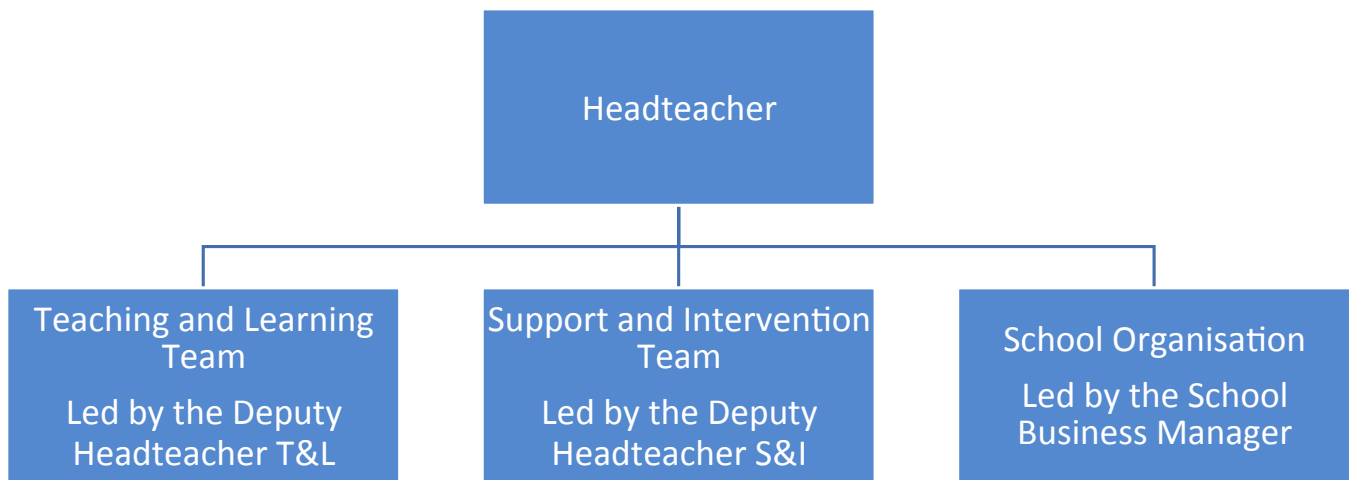 Headteacher
Teaching and Learning
Team
Led by the Deputy
Headteacher T&L
Support and Intervention
Team
Led by the Deputy
Headteacher S&I
School Organisation
Led by the School
Business Manager